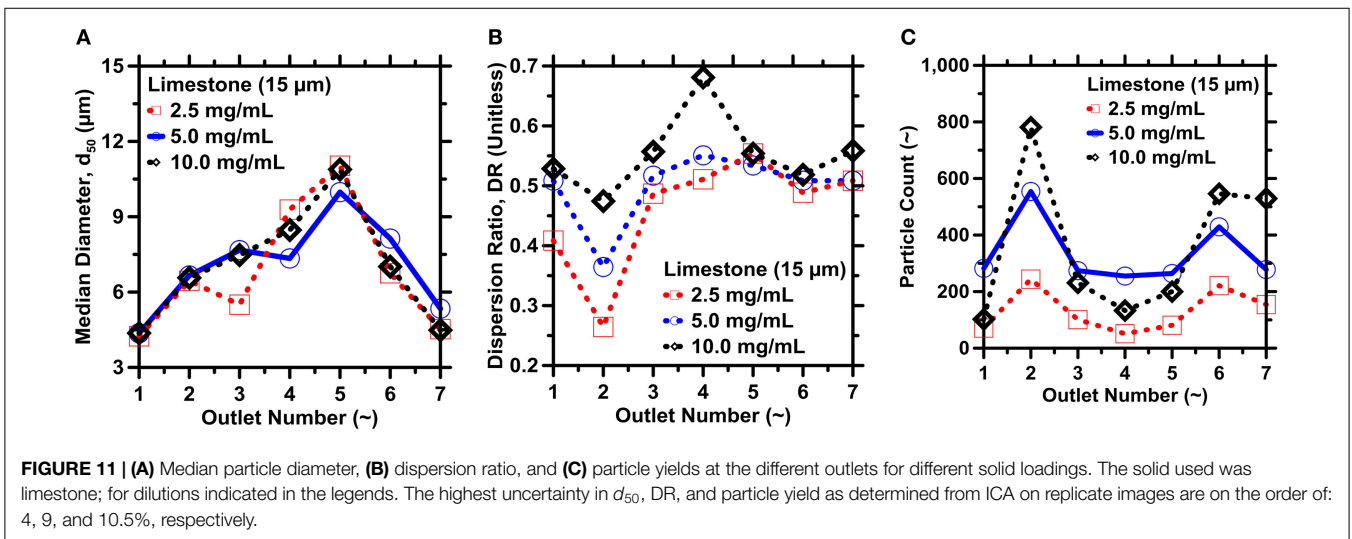 A
15
12
9
6
3
Median Diameter, d50 (µm)
Limestone (15 µm)
2.5 mg/mL
5.0 mg/mL
10.0 mg/mL
1 2 3 4 5 6 7
Outlet Number (~)
B
0.7
0.6
0.5
0.4
0.3
0.2
Dispersion Ratio, DR (Unitless)
Limestone (15 µm)
2.5 mg/mL
5.0 mg/mL
10.0 mg/mL
1 2 3 4 5 6 7
Outlet Number (~)
C
1,000
800
600
400
200
0
Particle Count (~)
Limestone (15 µm)
2.5 mg/mL
5.0 mg/mL
10.0 mg/mL
1 2 3 4 5 6 7
Outlet Number (~)
FIGURE 11 | (A) Median particle diameter, (B) dispersion ratio, and (C) particle yields at the different outlets for different solid loadings. The solid used was
limestone; for dilutions indicated in the legends. The highest uncertainty in d50, DR, and particle yield as determined from ICA on replicate images are on the order of:
4, 9, and 10.5%, respectively.